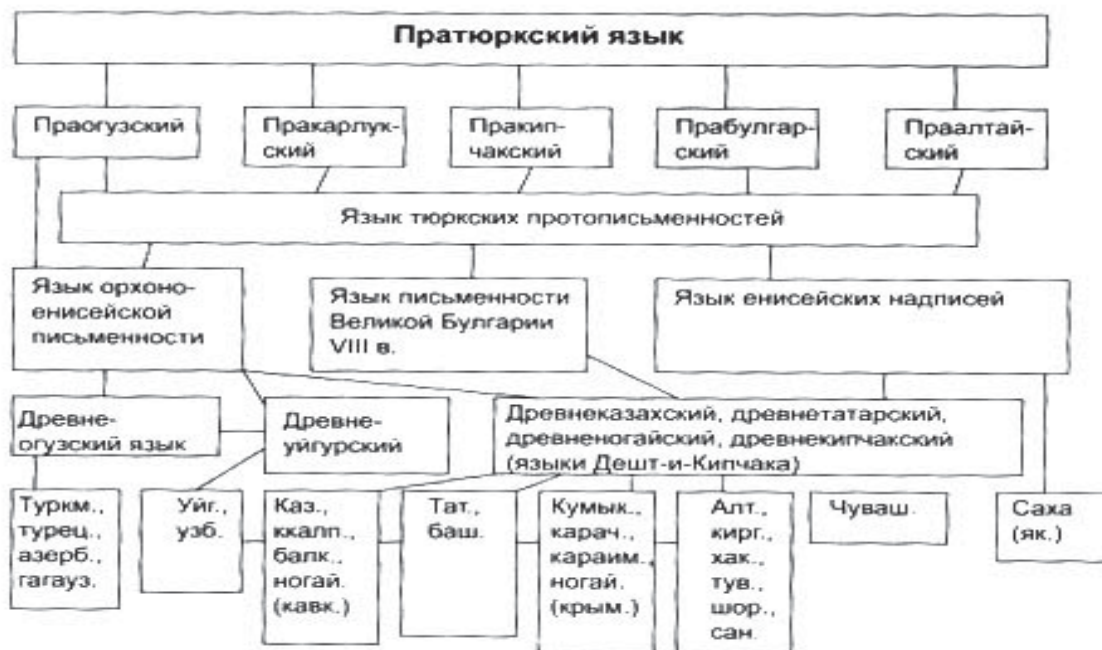 Пратюркский язык
Праогузский
Пракарлук-
ский
Пракип-
чакский
Прабулгар-
ский
Праалтай-
ский
Язык тюркских протописьменностей
Язык орхоно-
енисейской
письменности
Язык письменности
Великой Булгарии
VIII в.
Язык енисейских надписей
Древне-
огузский язык
Древне-
уйгурский
Древнеказахский, древнетатарский,
древненогайский, древнекипчакский
(языки Дешт-и-Кипчака)
Туркм.,
турец.,
азерб.,
гагауз.
Уйг.,
узб.
Каз.,
ккалп.,
балк.,
ногай.
(кавк.)
Тат.,
баш.
Кумык.,
карач.,
караим.,
ногай.
(крым.)
Алт.,
кирг.,
хак.,
тув.,
шор.,
сан.
Чуваш.
Саха
(як.)